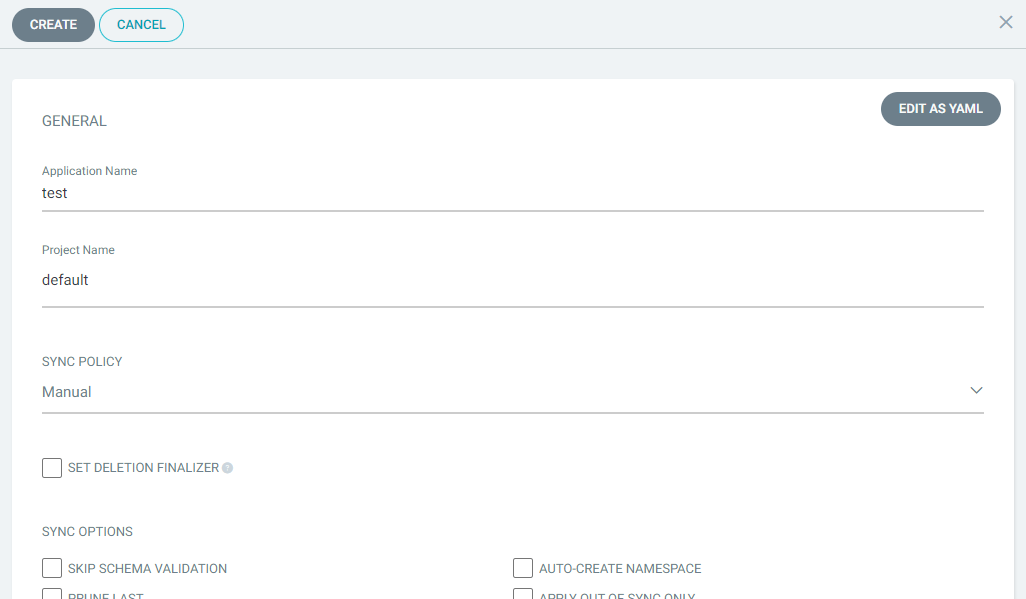 CREATE CANCEL
EDIT AS YAML
GENERAL
Application Name
test
Project Name
default
SYNC POLICY
Manual
SET DELETION FINALIZER ?
SYNC OPTIONS
SKIP SCHEMA VALIDATION AUTO-CREATE NAMESPACE
PRUNE LAST APPLY OUT OF SYNC ONLY